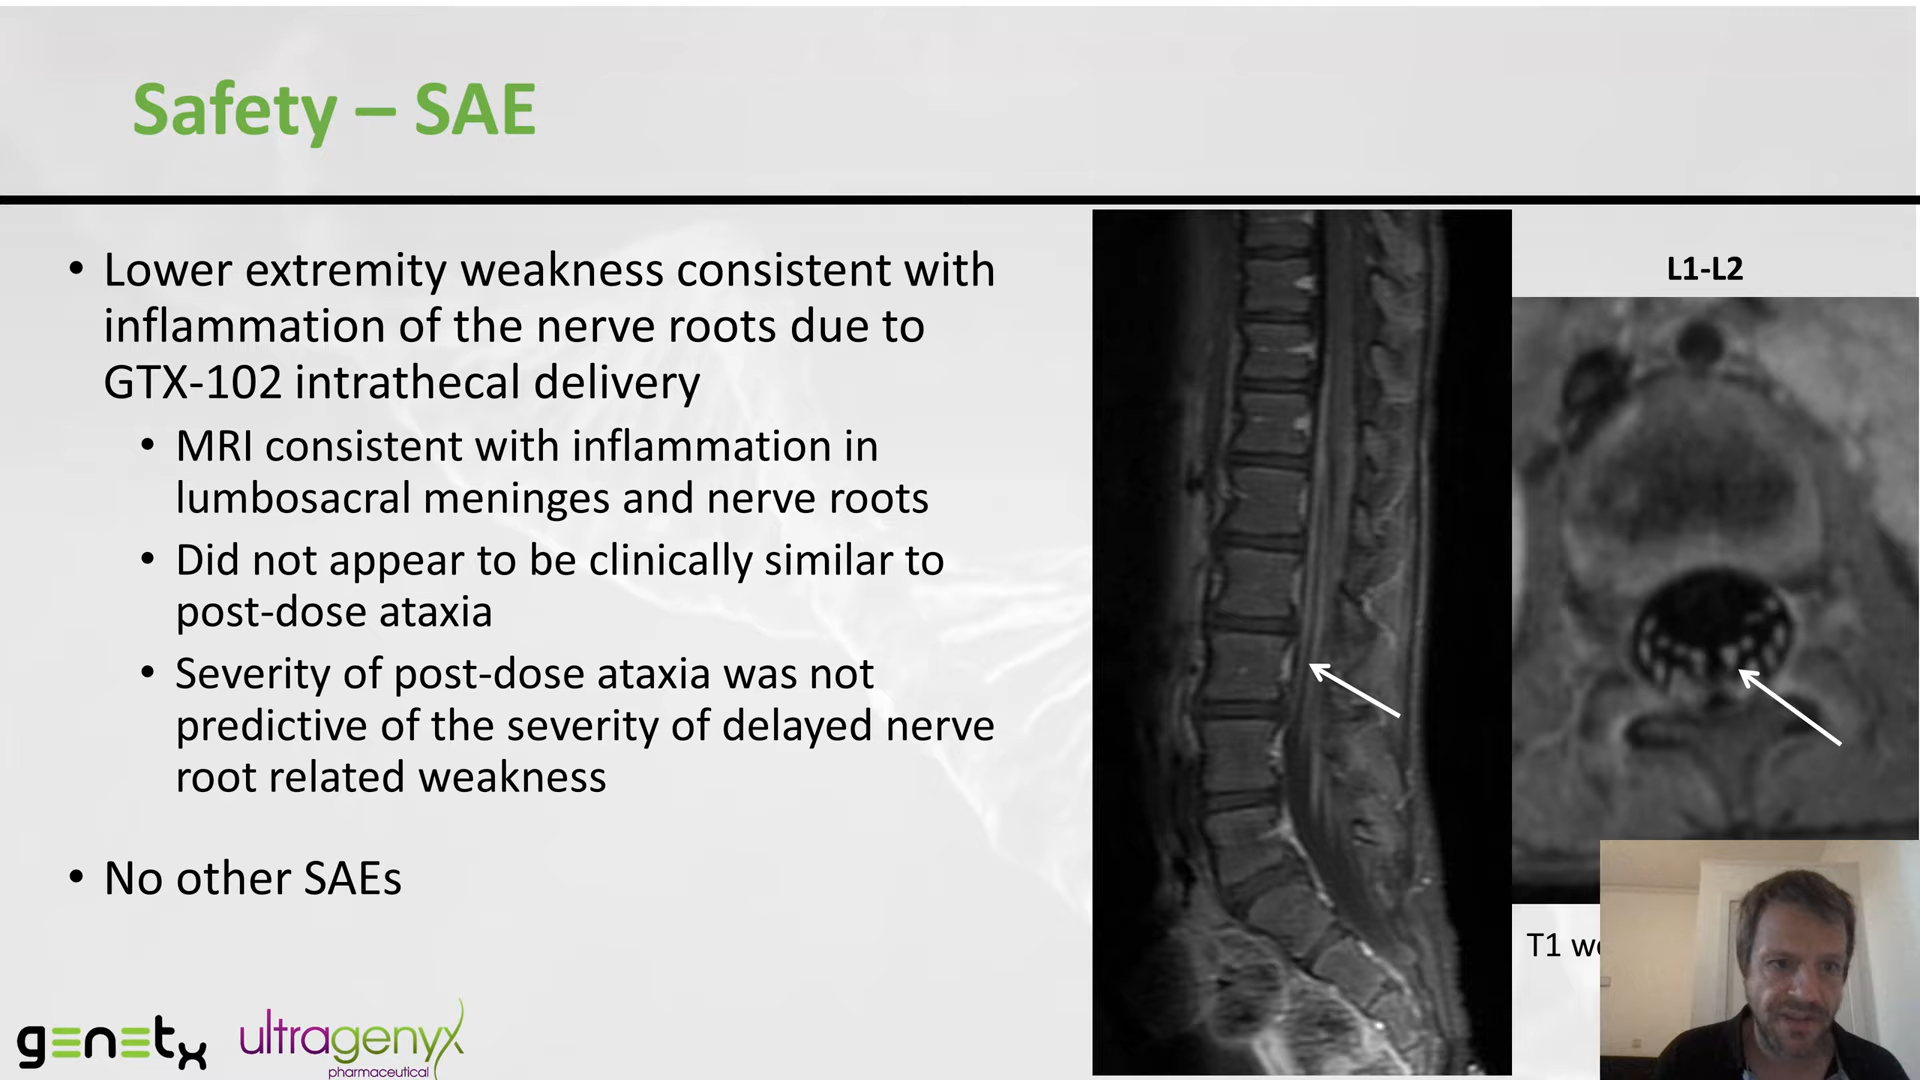 Safety – SAE
• Lower extremity weakness consistent with
inflammation of the nerve roots due to
GTX-102 intrathecal delivery
• MRI consistent with inflammation in
lumbosacral meninges and nerve roots
• Did not appear to be clinically similar to
post-dose ataxia
• Severity of post-dose ataxia was not
predictive of the severity of delayed nerve
root related weakness
• No other SAEs
L1-L2
T1
genetx
ultragenyx
pharmaceutical